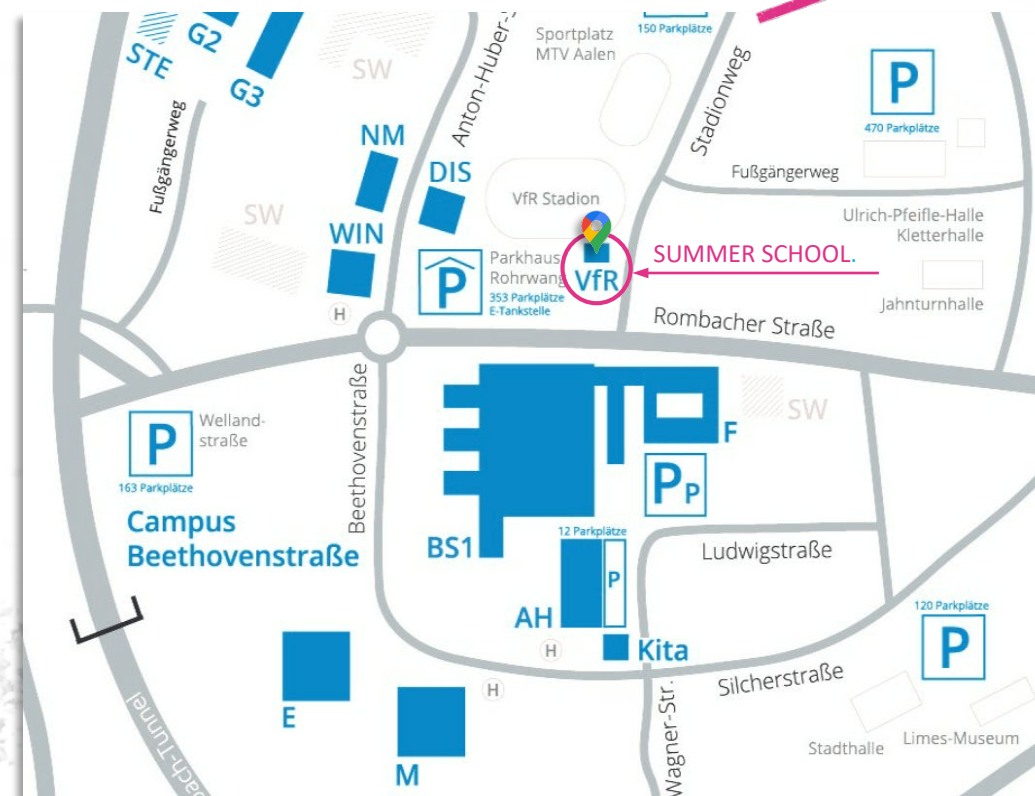 G2
STE
G3
SW
Fußgängerweg
NM
WIN
SW
H
Anton-Huber-S
DIS
Sportplatz
MTV Aalen
150 Parkplätze
VfR Stadion
P
Parkhaus
Rohrwang
353 Parkplätze
E-Tankstelle
VfR
SUMMER SCHOOL.
Stadionweg
P
470 Parkplätze
Fußgängerweg
Ulrich-Pfeifle-Halle
Kletterhalle
Jahnturnhalle
Rombacher Straße
Beethovenstraße
P
Welland-
straße
163 Parkplätze
Campus
Beethovenstraße
F
SW
PP
BS1
12 Parkplätze
P
AH
H
Kita
Ludwigstraße
Silcherstraße
120 Parkplätze
P
Stadthalle
Limes-Museum
Wagner-Str.
E
M
H
bach-Tunnel